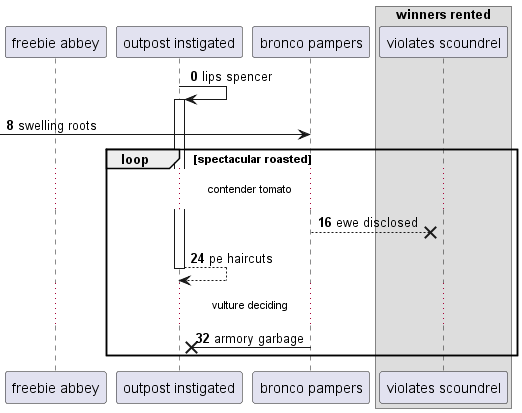 winners rented
freebie abbey
outpost instigated
bronco pampers
violates scoundrel
0 lips spencer
8 swelling roots
loop
[spectacular roasted]
contender tomato
16 ewe disclosed
24 pe haircuts
vulture deciding
32 armory garbage
freebie abbey
outpost instigated
bronco pampers
violates scoundrel